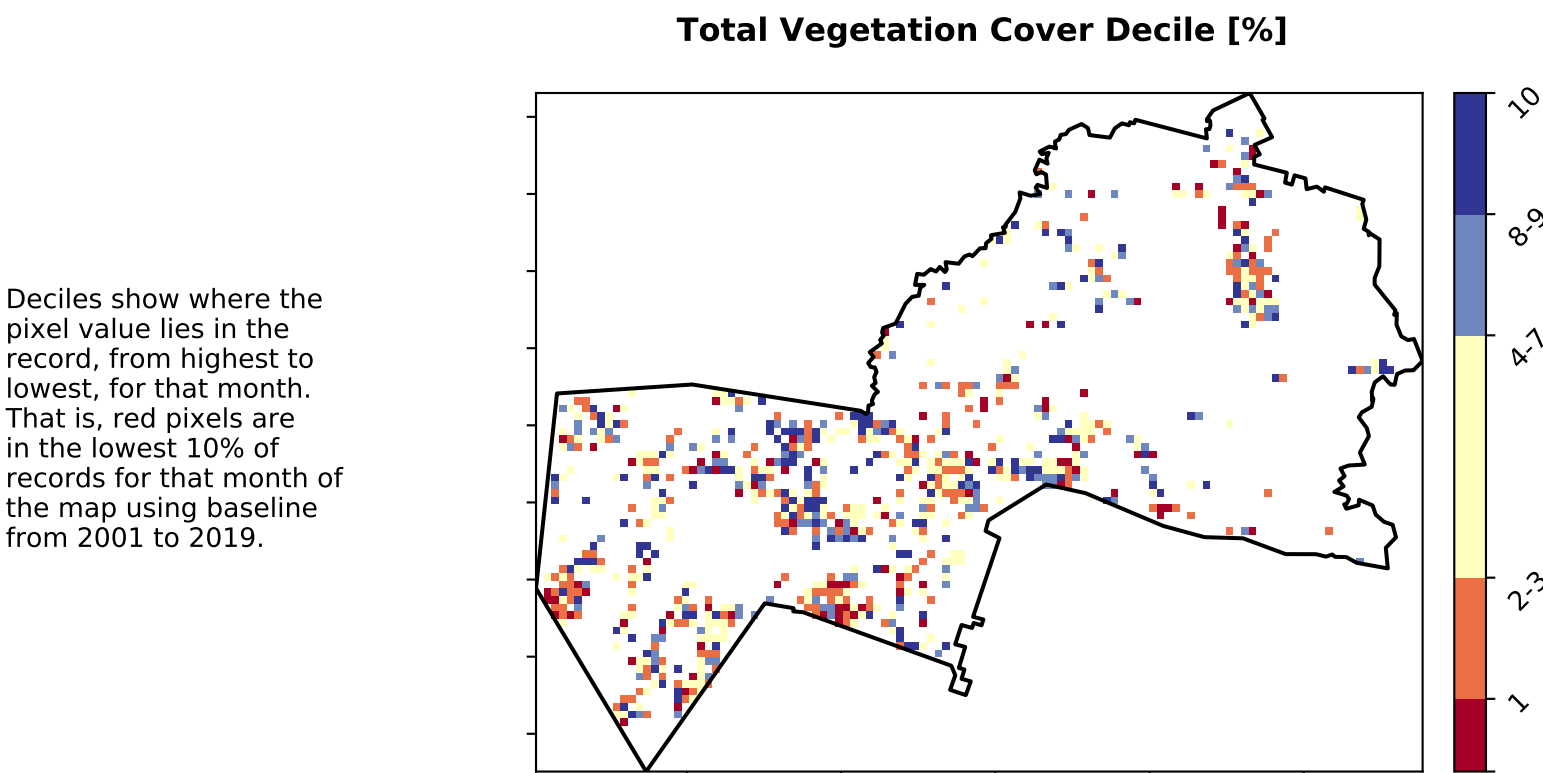 Total Vegetation Cover Decile [%]
Deciles show where the
pixel value lies in the
record, from highest to
lowest, for that month.
That is, red pixels are
in the lowest 10% of
records for that month of
the map using baseline
from 2001 to 2019.
10
8-9
4-7
2-3
1